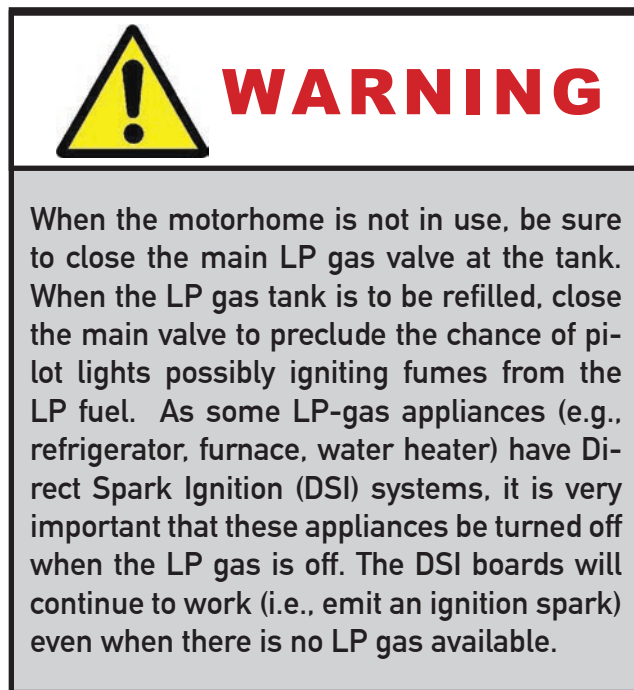 WARNING
When the motorhome is not in use, be sure
to close the main LP gas valve at the tank.
When the LP gas tank is to be refilled, close
the main valve to preclude the chance of pi-
lot lights possibly igniting fumes from the
LP fuel.  As some LP-gas appliances (e.g.,
refrigerator, furnace, water heater) have Di-
rect Spark Ignition (DSI) systems, it is very
important that these appliances be turned off
when the LP gas is off. The DSI boards will
continue to work (i.e., emit an ignition spark)
even when there is no LP gas available.